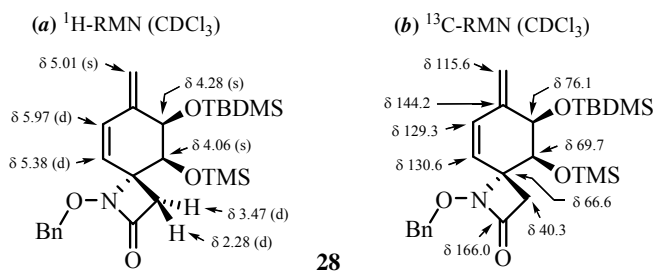 (a) ¹H-RMN (CDCl₃)
δ 5.01 (s)
δ 4.28 (s)
OTBDMS
δ 5.97 (d)
δ 4.06 (s)
δ 5.38 (d)
OTMS
N
O
H
δ 3.47 (d)
Bn
H
δ 2.28 (d)
O
28
(b) ¹³C-RMN (CDCl₃)
δ 115.6
δ 76.1
OTBDMS
δ 144.2
δ 129.3
δ 69.7
δ 130.6
OTMS
N
δ 66.6
O
Bn
δ 40.3
δ 166.0
O